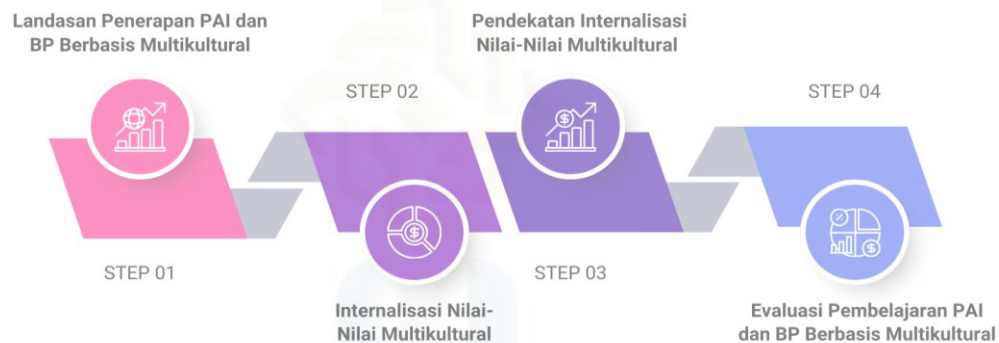 Landasan Penerapan PAI dan
BP Berbasis Multikultural
STEP 01
STEP 02
Internalisasi Nilai-
Nilai Multikultural
Pendekatan Internalisasi
Nilai-Nilai Multikultural
STEP 03
STEP 04
Evaluasi Pembelajaran PAI
dan BP Berbasis Multikultural